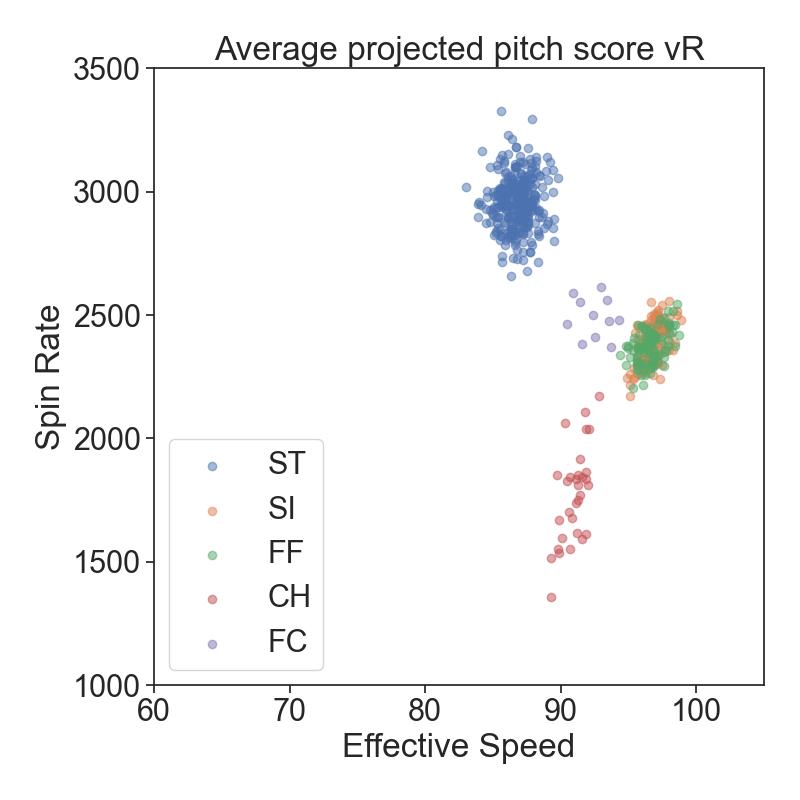 Average projected pitch score vR
3500
3000
2500
2000
1500
1000
Spin Rate
ST
SI
FF
CH
FC
60
70
80
90
100
Effective Speed